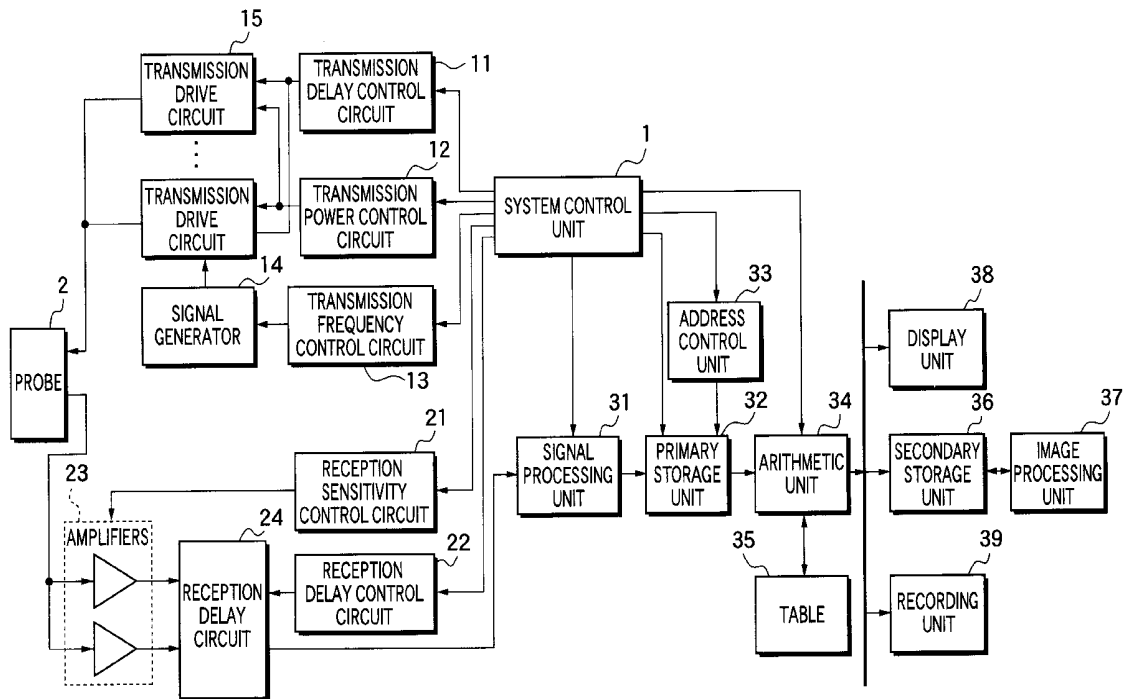 15
TRANSMISSION
DRIVE
CIRCUIT
11
TRANSMISSION
DELAY CONTROL
CIRCUIT
12
TRANSMISSION
DRIVE
CIRCUIT
TRANSMISSION
POWER CONTROL
CIRCUIT
1
SYSTEM CONTROL
UNIT
14
SIGNAL
GENERATOR
TRANSMISSION
FREQUENCY
CONTROL CIRCUIT
13
2
PROBE
33
ADDRESS
CONTROL
UNIT
38
DISPLAY
UNIT
21
RECEPTION
SENSITIVITY
CONTROL CIRCUIT
31
SIGNAL
PROCESSING
UNIT
32
PRIMARY
STORAGE
UNIT
34
ARITHMETIC
UNIT
36
SECONDARY
STORAGE
UNIT
37
IMAGE
PROCESSING
UNIT
23
AMPLIFIERS
24
RECEPTION
DELAY
CIRCUIT
22
RECEPTION
DELAY CONTROL
CIRCUIT
35
TABLE
39
RECORDING
UNIT